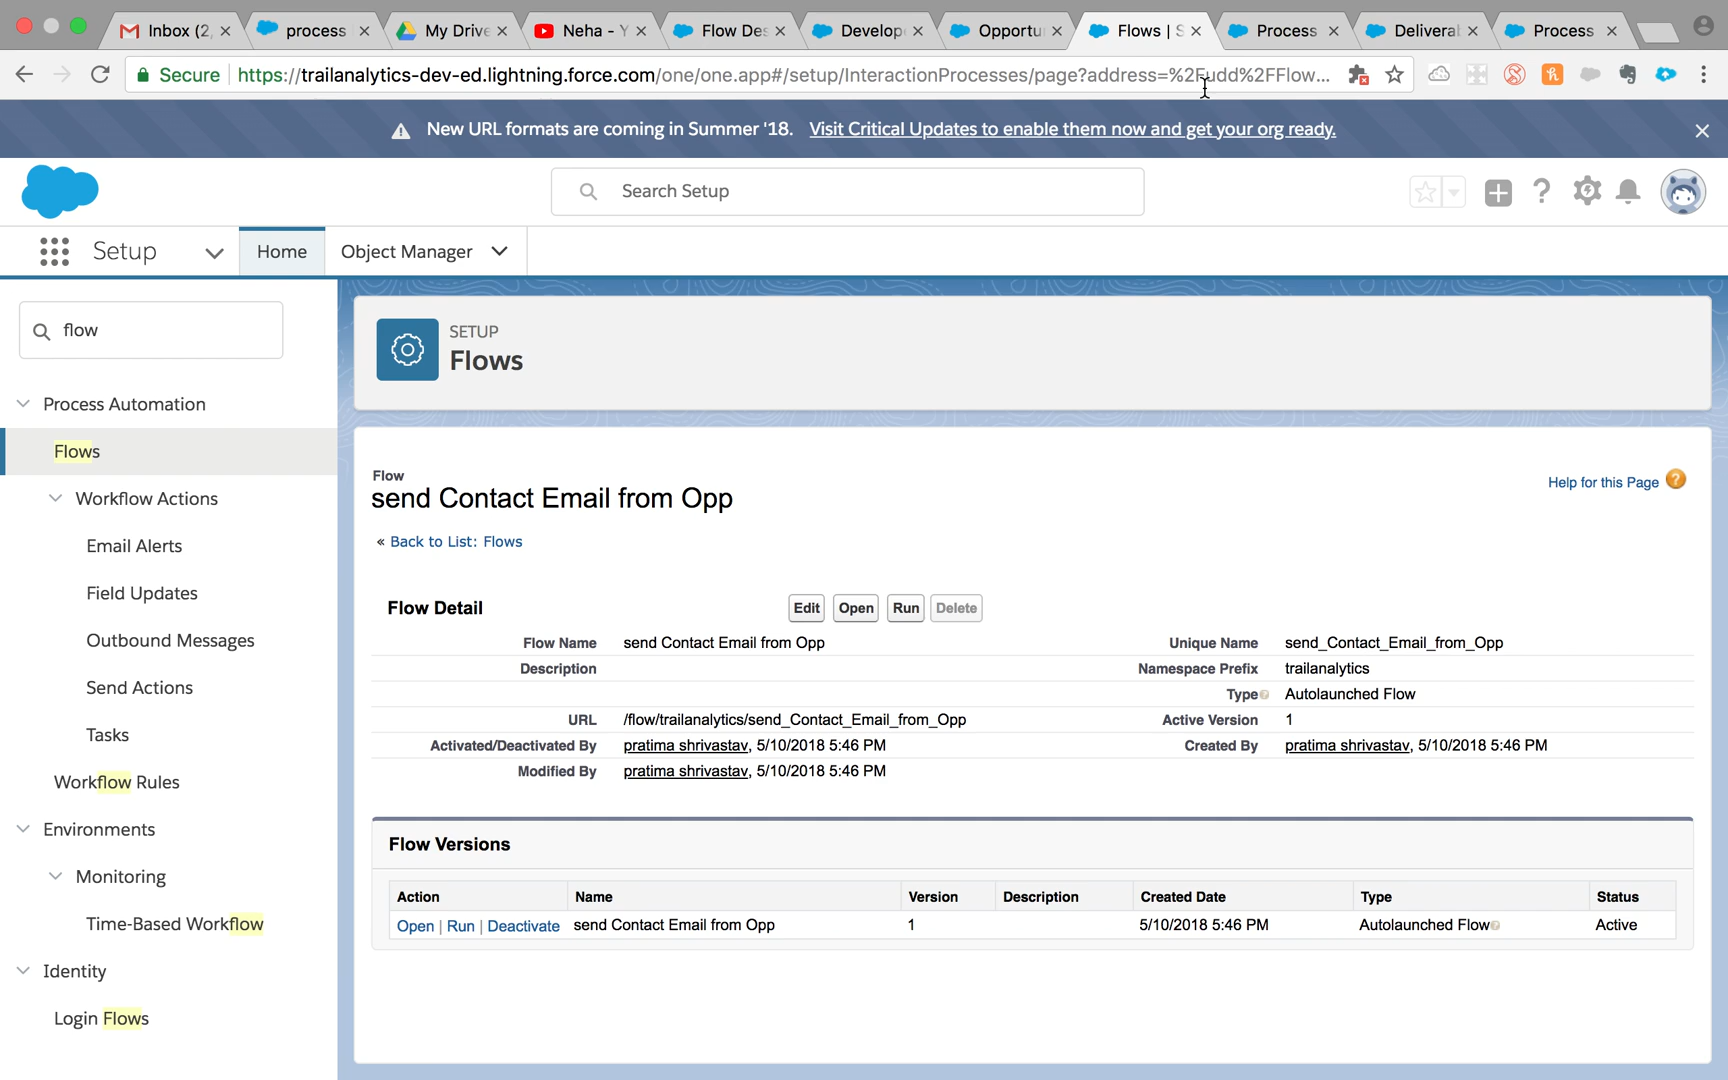 Inbox (2,
process
My Drive
Neha - Y
Flow Des
Develop
Opportu
Flows | S
Process
Deliveral
Process
Secure
https://trailanalytics-dev-ed.lightning.force.com/one/one.app#/setup/InteractionProcesses/page?address=%2Fudd%2FFlow...
New URL formats are coming in Summer '18. Visit Critical Updates to enable them now and get your org ready.
Search Setup
Setup
Home
Object Manager
flow
SETUP
Flows
Process Automation
Flows
Workflow Actions
Email Alerts
Field Updates
Outbound Messages
Send Actions
Tasks
Workflow Rules
Environments
Monitoring
Time-Based Workflow
Identity
Login Flows
Flow
send Contact Email from Opp
Help for this Page
« Back to List: Flows
Flow Detail
Edit
Open
Run
Delete
Flow Name send Contact Email from Opp
Unique Name send_Contact_Email_from_Opp
Description
Namespace Prefix trailanalytics
Type Autolaunched Flow
URL /flow/trailanalytics/send_Contact_Email_from_Opp
Active Version 1
Activated/Deactivated By pratima shrivastav, 5/10/2018 5:46 PM
Created By pratima shrivastav, 5/10/2018 5:46 PM
Modified By pratima shrivastav, 5/10/2018 5:46 PM
Flow Versions
Action Name Version Description Created Date Type Status
Open | Run | Deactivate send Contact Email from Opp 1 5/10/2018 5:46 PM Autolaunched Flow Active